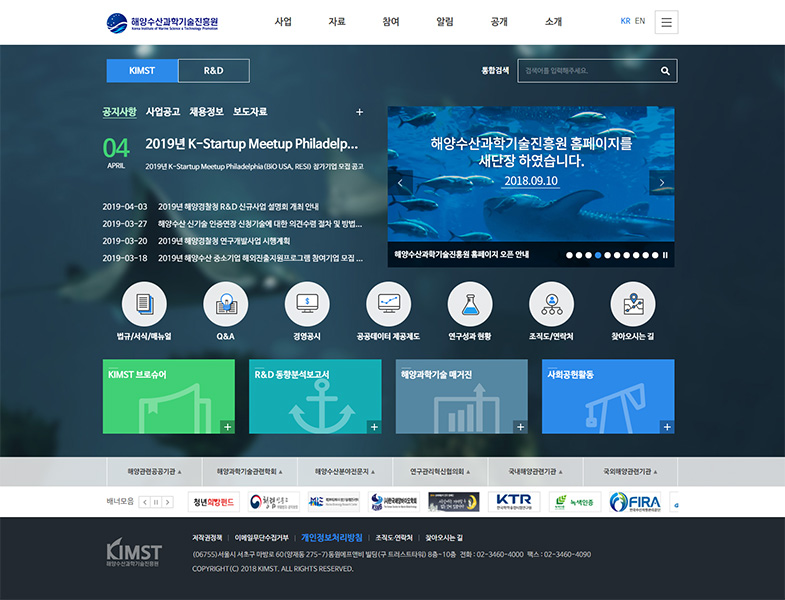 해양수산과학기술진흥원
Korea Institute of Marine Science & Technology Promotion
사업 자료 참여 알림 공개 소개
KR EN
KIMST R&D
통합검색 검색어를 입력해주세요.
공지사항 사업공고 채용정보 보도자료 +
04
APRIL
2019년 K-Startup Meetup Philadelp...
2019년 K-Startup Meetup Philadelphia(BIO USA, RESI) 참가기업 모집 공고
2019-04-03 2019년 해양경찰청 R&D 신규사업 설명회 개최 안내
2019-03-27 해양수산 신기술 인증연장 신청기술에 대한 의견수렴 절차 및 방법...
2019-03-20 2019년 해양경찰청 연구개발사업 시행계획
2019-03-18 2019년 해양수산 중소기업 해외진출지원프로그램 참여기업 모집 ...
해양수산과학기술진흥원 홈페이지를
새단장 하였습니다.
2018.09.10
해양수산과학기술진흥원 홈페이지 오픈 안내
법규/서식/매뉴얼 Q&A 경영공시 공공데이터 제공제도 연구성과 현황 조직도/연락처 찾아오시는 길
KIMST 브로슈어 R&D 동향분석보고서 해양과학기술 매거진 사회공헌활동
해양관련공공기관 ▲ 해양과학기술관련학회 ▲ 해양수산분야전문지 ▲ 연구관리혁신협의회 ▲ 국내해양관련기관 ▲ 국외해양관련기관 ▲
배너모음 청년희망펀드 KTR 녹색인증 FIRA
저작권정책 이메일무단수집거부 개인정보처리방침 조직도·연락처 찾아오시는 길
KIMST
해양수산과학기술진흥원
(06755)서울시 서초구 마방로 60(양재동 275-7)동원에프앤비 빌딩(구 트러스트타워) 8층~10층 전화 : 02-3460-4000 팩스 : 02-3460-4090
COPYRIGHT(C) 2018 KIMST. ALL RIGHTS RESERVED.